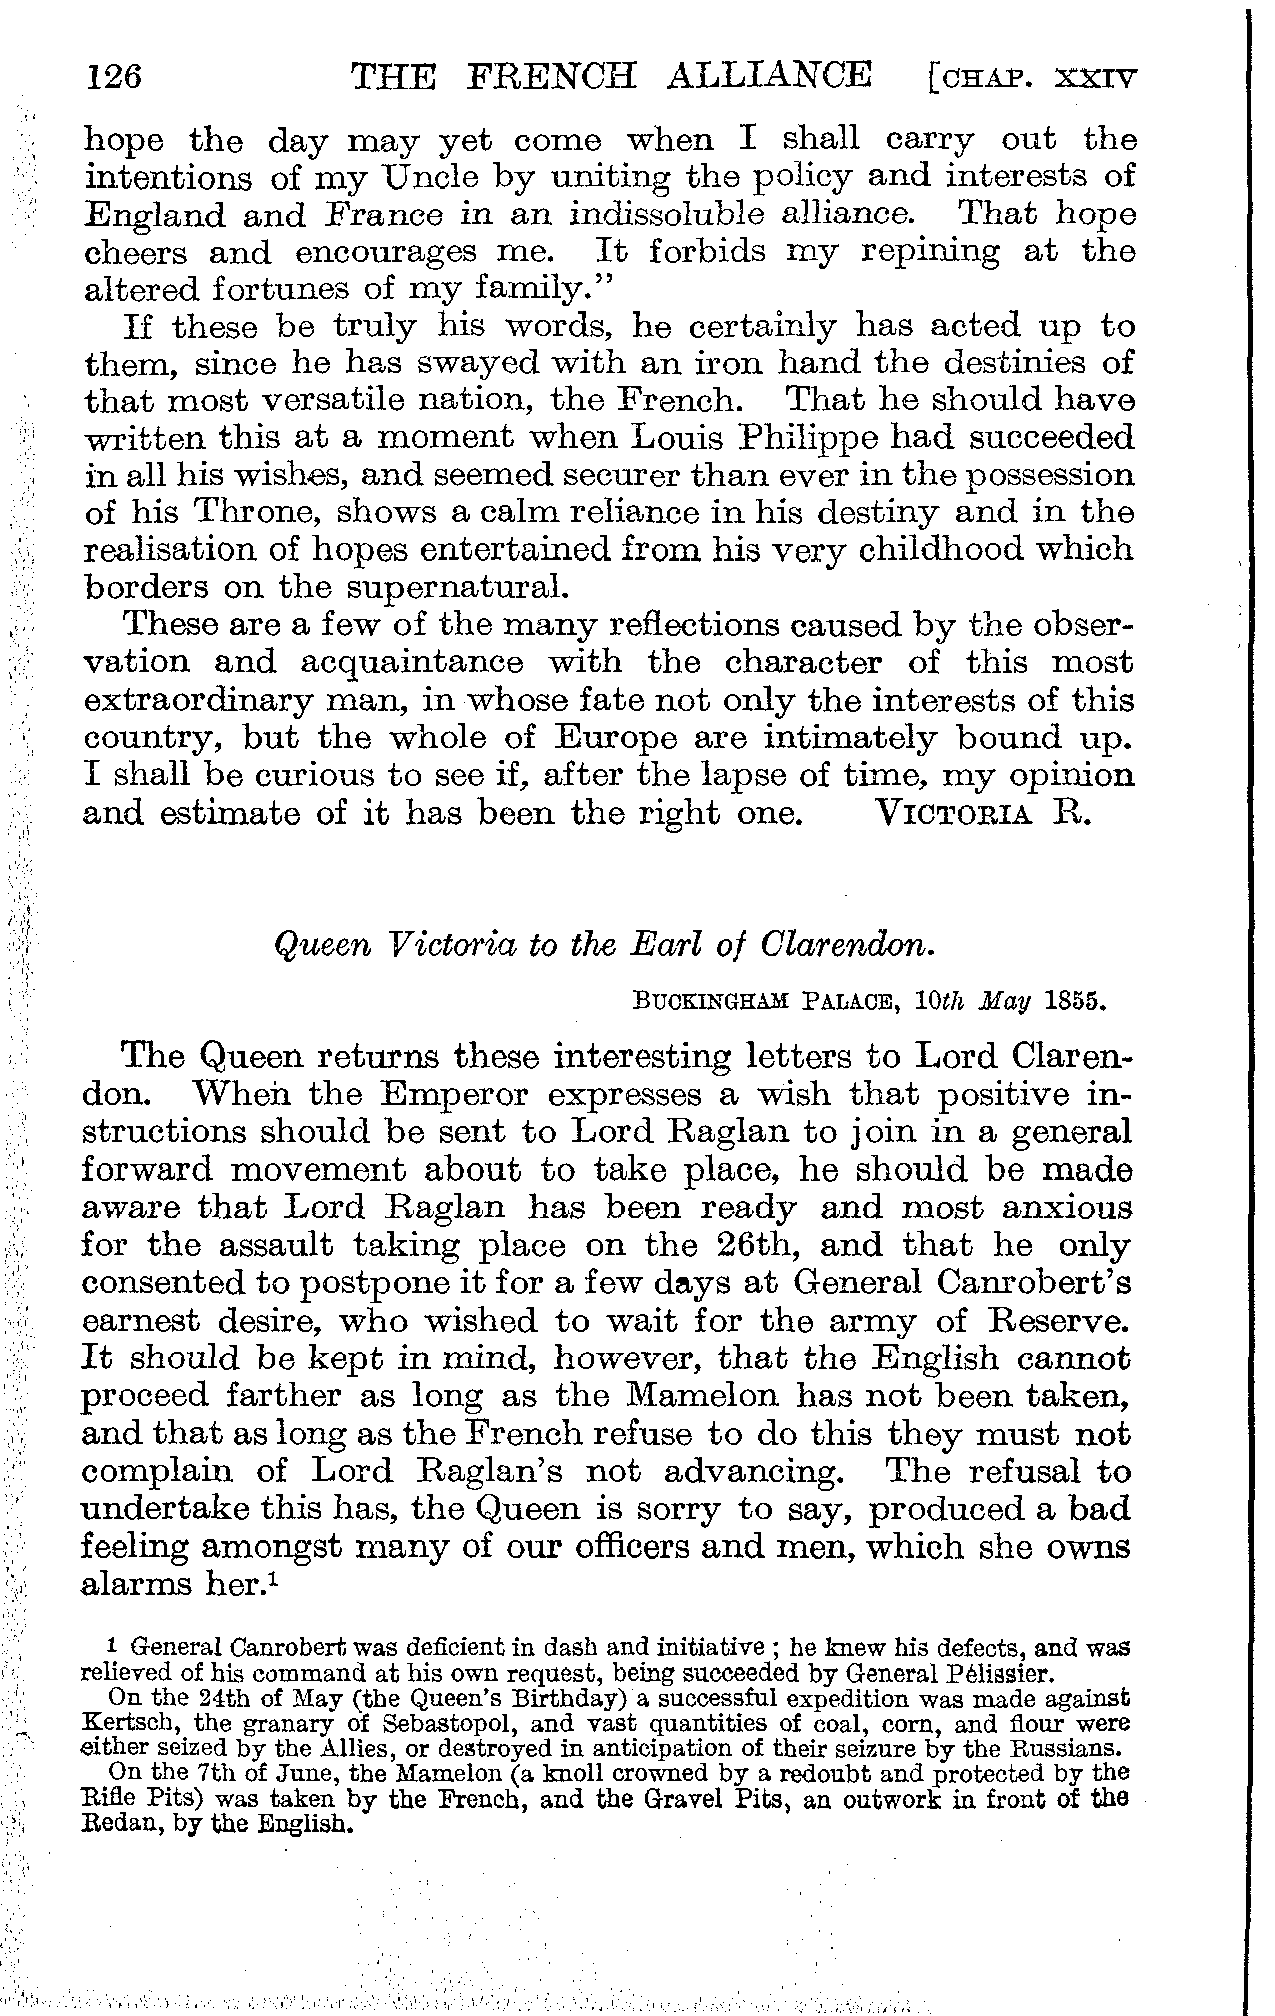 126 THE FRENCH ALLIANCE [CHAP. XXIV
hope the day may yet come when I shall carry out the
intentions of my Uncle by uniting the policy and interests of
England and France in an indissoluble alliance. That hope
cheers and encourages me. It forbids my repining at the
altered fortunes of my family.”
If these be truly his words, he certainly has acted up to
them, since he has swayed with an iron hand the destinies of
that most versatile nation, the French. That he should have
written this at a moment when Louis Philippe had succeeded
in all his wishes, and seemed securer than ever in the possession
of his Throne, shows a calm reliance in his destiny and in the
realisation of hopes entertained from his very childhood which
borders on the supernatural.
These are a few of the many reflections caused by the obser-
vation and acquaintance with the character of this most
extraordinary man, in whose fate not only the interests of this
country, but the whole of Europe are intimately bound up.
I shall be curious to see if, after the lapse of time, my opinion
and estimate of it has been the right one. VICTORIA R.
Queen Victoria to the Earl of Clarendon.
BUCKINGHAM PALACE, 10th May 1855.
The Queen returns these interesting letters to Lord Claren-
don. When the Emperor expresses a wish that positive in-
structions should be sent to Lord Raglan to join in a general
forward movement about to take place, he should be made
aware that Lord Raglan has been ready and most anxious
for the assault taking place on the 26th, and that he only
consented to postpone it for a few days at General Canrobert’s
earnest desire, who wished to wait for the army of Reserve.
It should be kept in mind, however, that the English cannot
proceed farther as long as the Mamelon has not been taken,
and that as long as the French refuse to do this they must not
complain of Lord Raglan’s not advancing. The refusal to
undertake this has, the Queen is sorry to say, produced a bad
feeling amongst many of our officers and men, which she owns
alarms her.¹
1 General Canrobert was deficient in dash and initiative ; he knew his defects, and was
relieved of his command at his own request, being succeeded by General Pélissier.
On the 24th of May (the Queen’s Birthday) a successful expedition was made against
Kertsch, the granary of Sebastopol, and vast quantities of coal, corn, and flour were
either seized by the Allies, or destroyed in anticipation of their seizure by the Russians.
On the 7th of June, the Mamelon (a knoll crowned by a redoubt and protected by the
Rifle Pits) was taken by the French, and the Gravel Pits, an outwork in front of the
Redan, by the English.